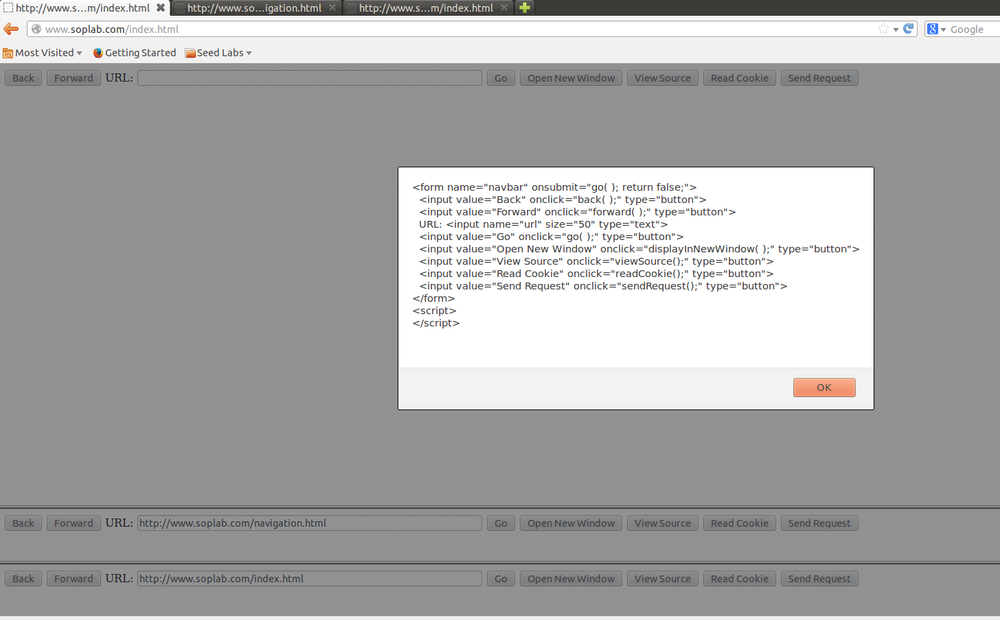 http://www.s...m/index.html http://www.so...igation.html http://www.s...m/index.html
www.soplab.com/index.html Google
Most Visited Getting Started Seed Labs
Back Forward URL: Go Open New Window View Source Read Cookie Send Request
<form name="navbar" onsubmit="go( ); return false;">
<input value="Back" onclick="back( );" type="button">
<input value="Forward" onclick="forward( );" type="button">
URL: <input name="url" size="50" type="text">
<input value="Go" onclick="go( );" type="button">
<input value="Open New Window" onclick="displayInNewWindow( );" type="button">
<input value="View Source" onclick="viewSource();" type="button">
<input value="Read Cookie" onclick="readCookie();" type="button">
<input value="Send Request" onclick="sendRequest();" type="button">
</form>
<script>
</script>
OK
Back Forward URL: http://www.soplab.com/navigation.html Go Open New Window View Source Read Cookie Send Request
Back Forward URL: http://www.soplab.com/index.html Go Open New Window View Source Read Cookie Send Request